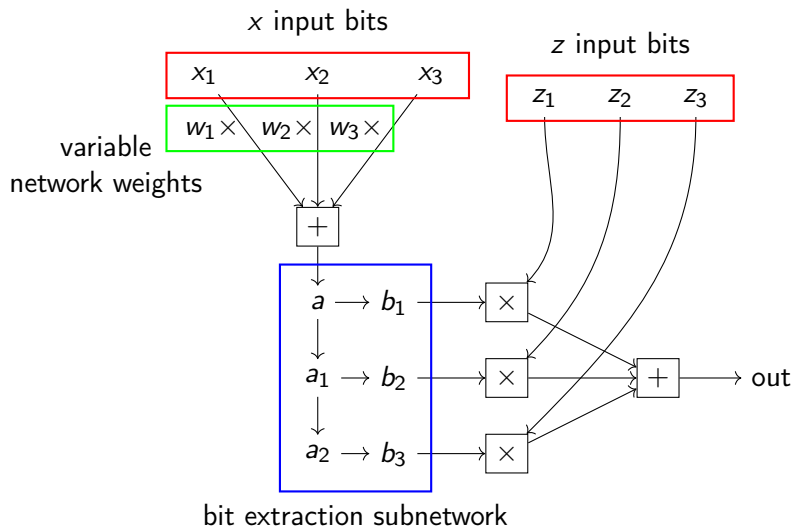 x input bits
z input bits
x₁ x₂ x₃
z₁ z₂ z₃
w₁ × w₂ × w₃ ×
variable
network weights
+
a b₁ ×
a₁ b₂ × + out
a₂ b₃ ×
bit extraction subnetwork